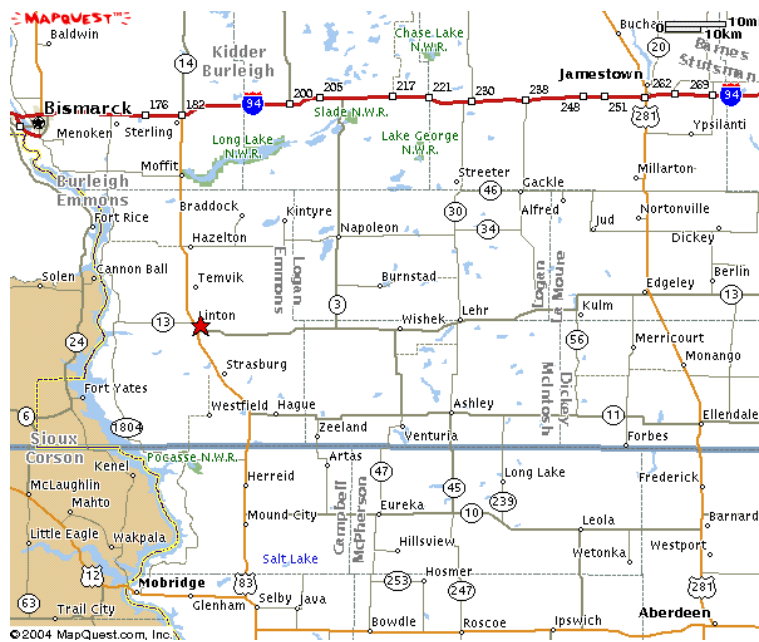 MAPQUEST™
Baldwin
14
Kidder
Burleigh
Chase Lake
N.W.R.
Buchan
10mi
10km
20
Barnes
Stutsman
Jamestown
Bismarck
176
182
94
200
205
217
221
230
238
248
251
262
269
94
281
Menoken
Sterling
Slade N.W.R.
Ypsilanti
Long Lake
N.W.R.
Lake George
N.W.R.
Moffit
Streeter
46
Gackle
Millarton
Burleigh
Emmons
Braddock
Kintyre
30
Alfred
Nortonville
Fort Rice
34
Jud
Dickey
Hazelton
Napoleon
Emmons
Logan
Logan
La Moure
Solen
Cannon Ball
Temvik
Burnstad
Berlin
Edgeley
3
13
13
Linton
Wishek
Lehr
Kulm
24
56
Merricourt
Monango
Strasburg
Dickey
McIntosh
Fort Yates
6
Westfield
Hague
Ashley
11
1804
Zeeland
Venturia
Ellendale
Sioux
Corson
Forbes
Pocasse N.W.R.
Artas
Kenel
47
Long Lake
Herreid
McLaughlin
45
239
Frederick
Mahto
Campbell
McPherson
Mound City
Eureka
10
Leola
Barnard
Little Eagle
Wakpala
Hillsview
Westport
Salt Lake
Wetonka
12
Mobridge
83
253
Hosmer
247
281
63
Glenham
Selby
Java
Trail City
Bowdle
Roscoe
Ipswich
Aberdeen
©2004 MapQuest.com, Inc.